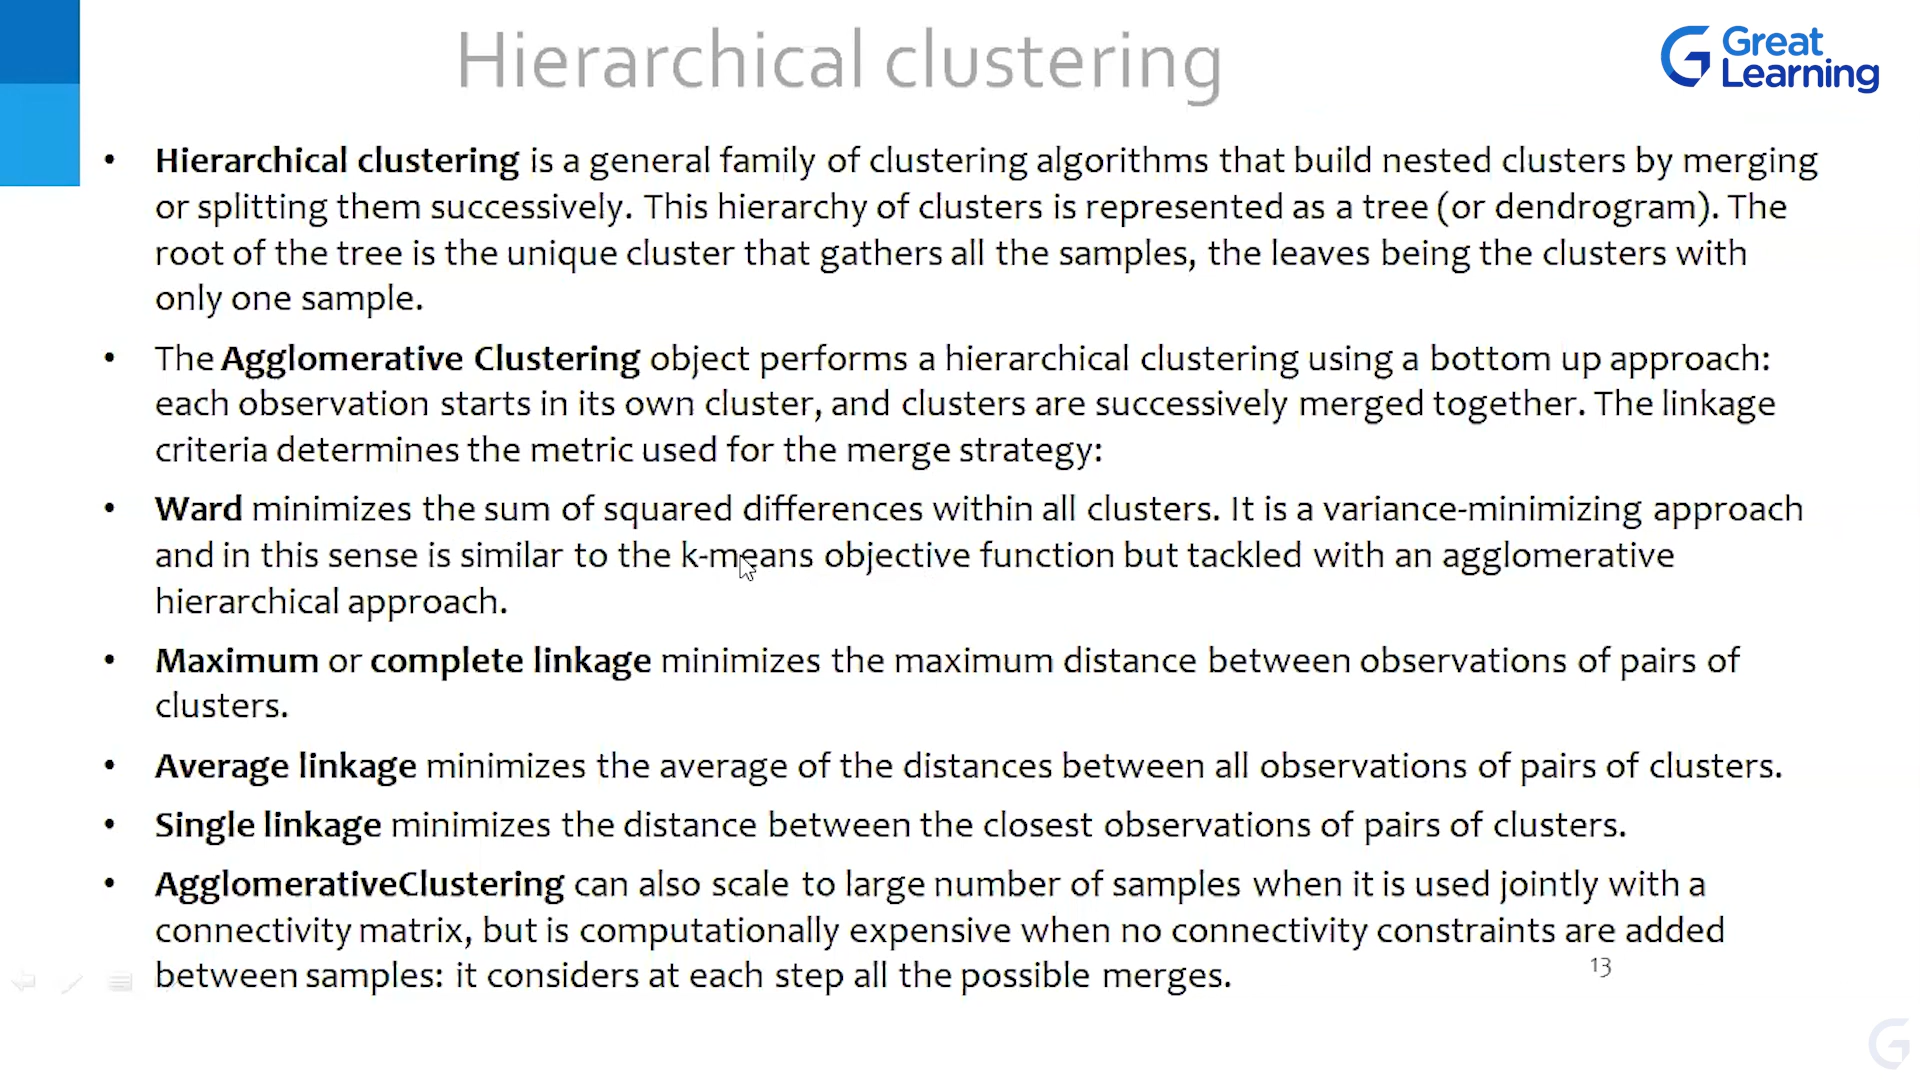 Hierarchical clustering
Great
Learning
• Hierarchical clustering is a general family of clustering algorithms that build nested clusters by merging
or splitting them successively. This hierarchy of clusters is represented as a tree (or dendrogram). The
root of the tree is the unique cluster that gathers all the samples, the leaves being the clusters with
only one sample.
• The Agglomerative Clustering object performs a hierarchical clustering using a bottom up approach:
each observation starts in its own cluster, and clusters are successively merged together. The linkage
criteria determines the metric used for the merge strategy:
• Ward minimizes the sum of squared differences within all clusters. It is a variance-minimizing approach
and in this sense is similar to the k-means objective function but tackled with an agglomerative
hierarchical approach.
• Maximum or complete linkage minimizes the maximum distance between observations of pairs of
clusters.
• Average linkage minimizes the average of the distances between all observations of pairs of clusters.
• Single linkage minimizes the distance between the closest observations of pairs of clusters.
• AgglomerativeClustering can also scale to large number of samples when it is used jointly with a
connectivity matrix, but is computationally expensive when no connectivity constraints are added
between samples: it considers at each step all the possible merges.
13